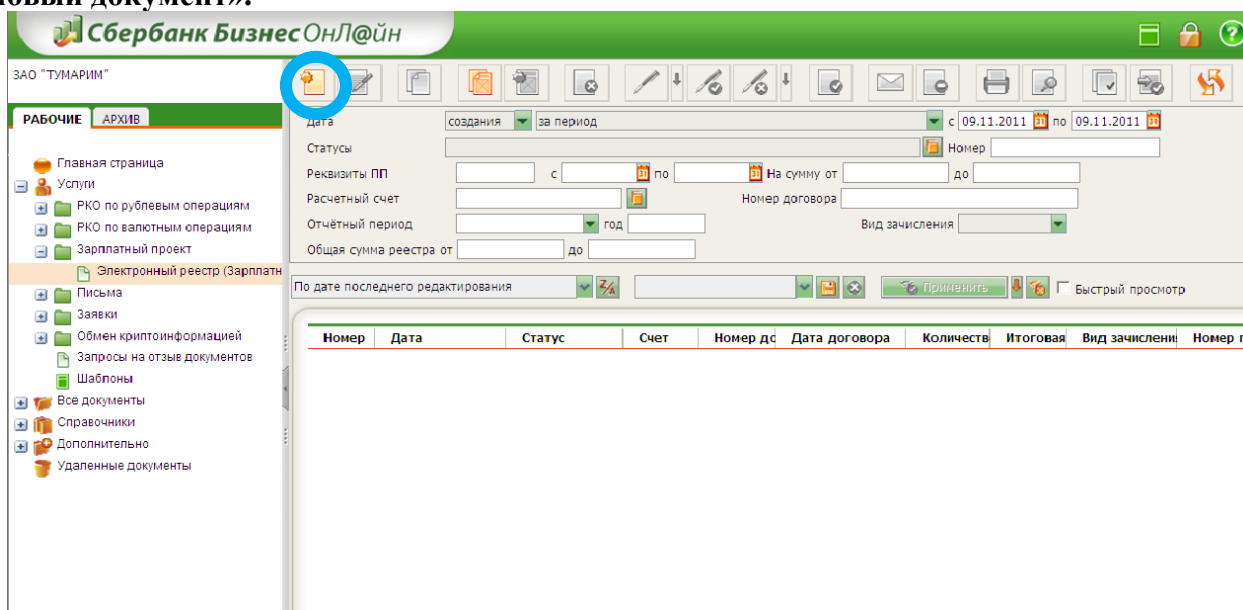 новый документ».
Сбербанк Бизнес ОнЛ@йн
ЗАО "ТУМАРИМ"
РАБОЧИЕ АРХИВ
Главная страница
Услуги
РКО по рублевым операциям
РКО по валютным операциям
Зарплатный проект
Электронный реестр (Зарплатн
Письма
Заявки
Обмен криптоинформацией
Запросы на отзыв документов
Шаблоны
Все документы
Справочники
Дополнительно
Удаленные документы
Дата создания за период с 09.11.2011 по 09.11.2011
Статусы Номер
Реквизиты ПП с по На сумму от до
Расчетный счет Номер договора
Отчётный период год Вид зачисления
Общая сумма реестра от до
По дате последнего редактирования Z/A Применить Быстрый просмотр
Номер Дата Статус Счет Номер до Дата договора Количеств Итоговая Вид зачислени Номер п